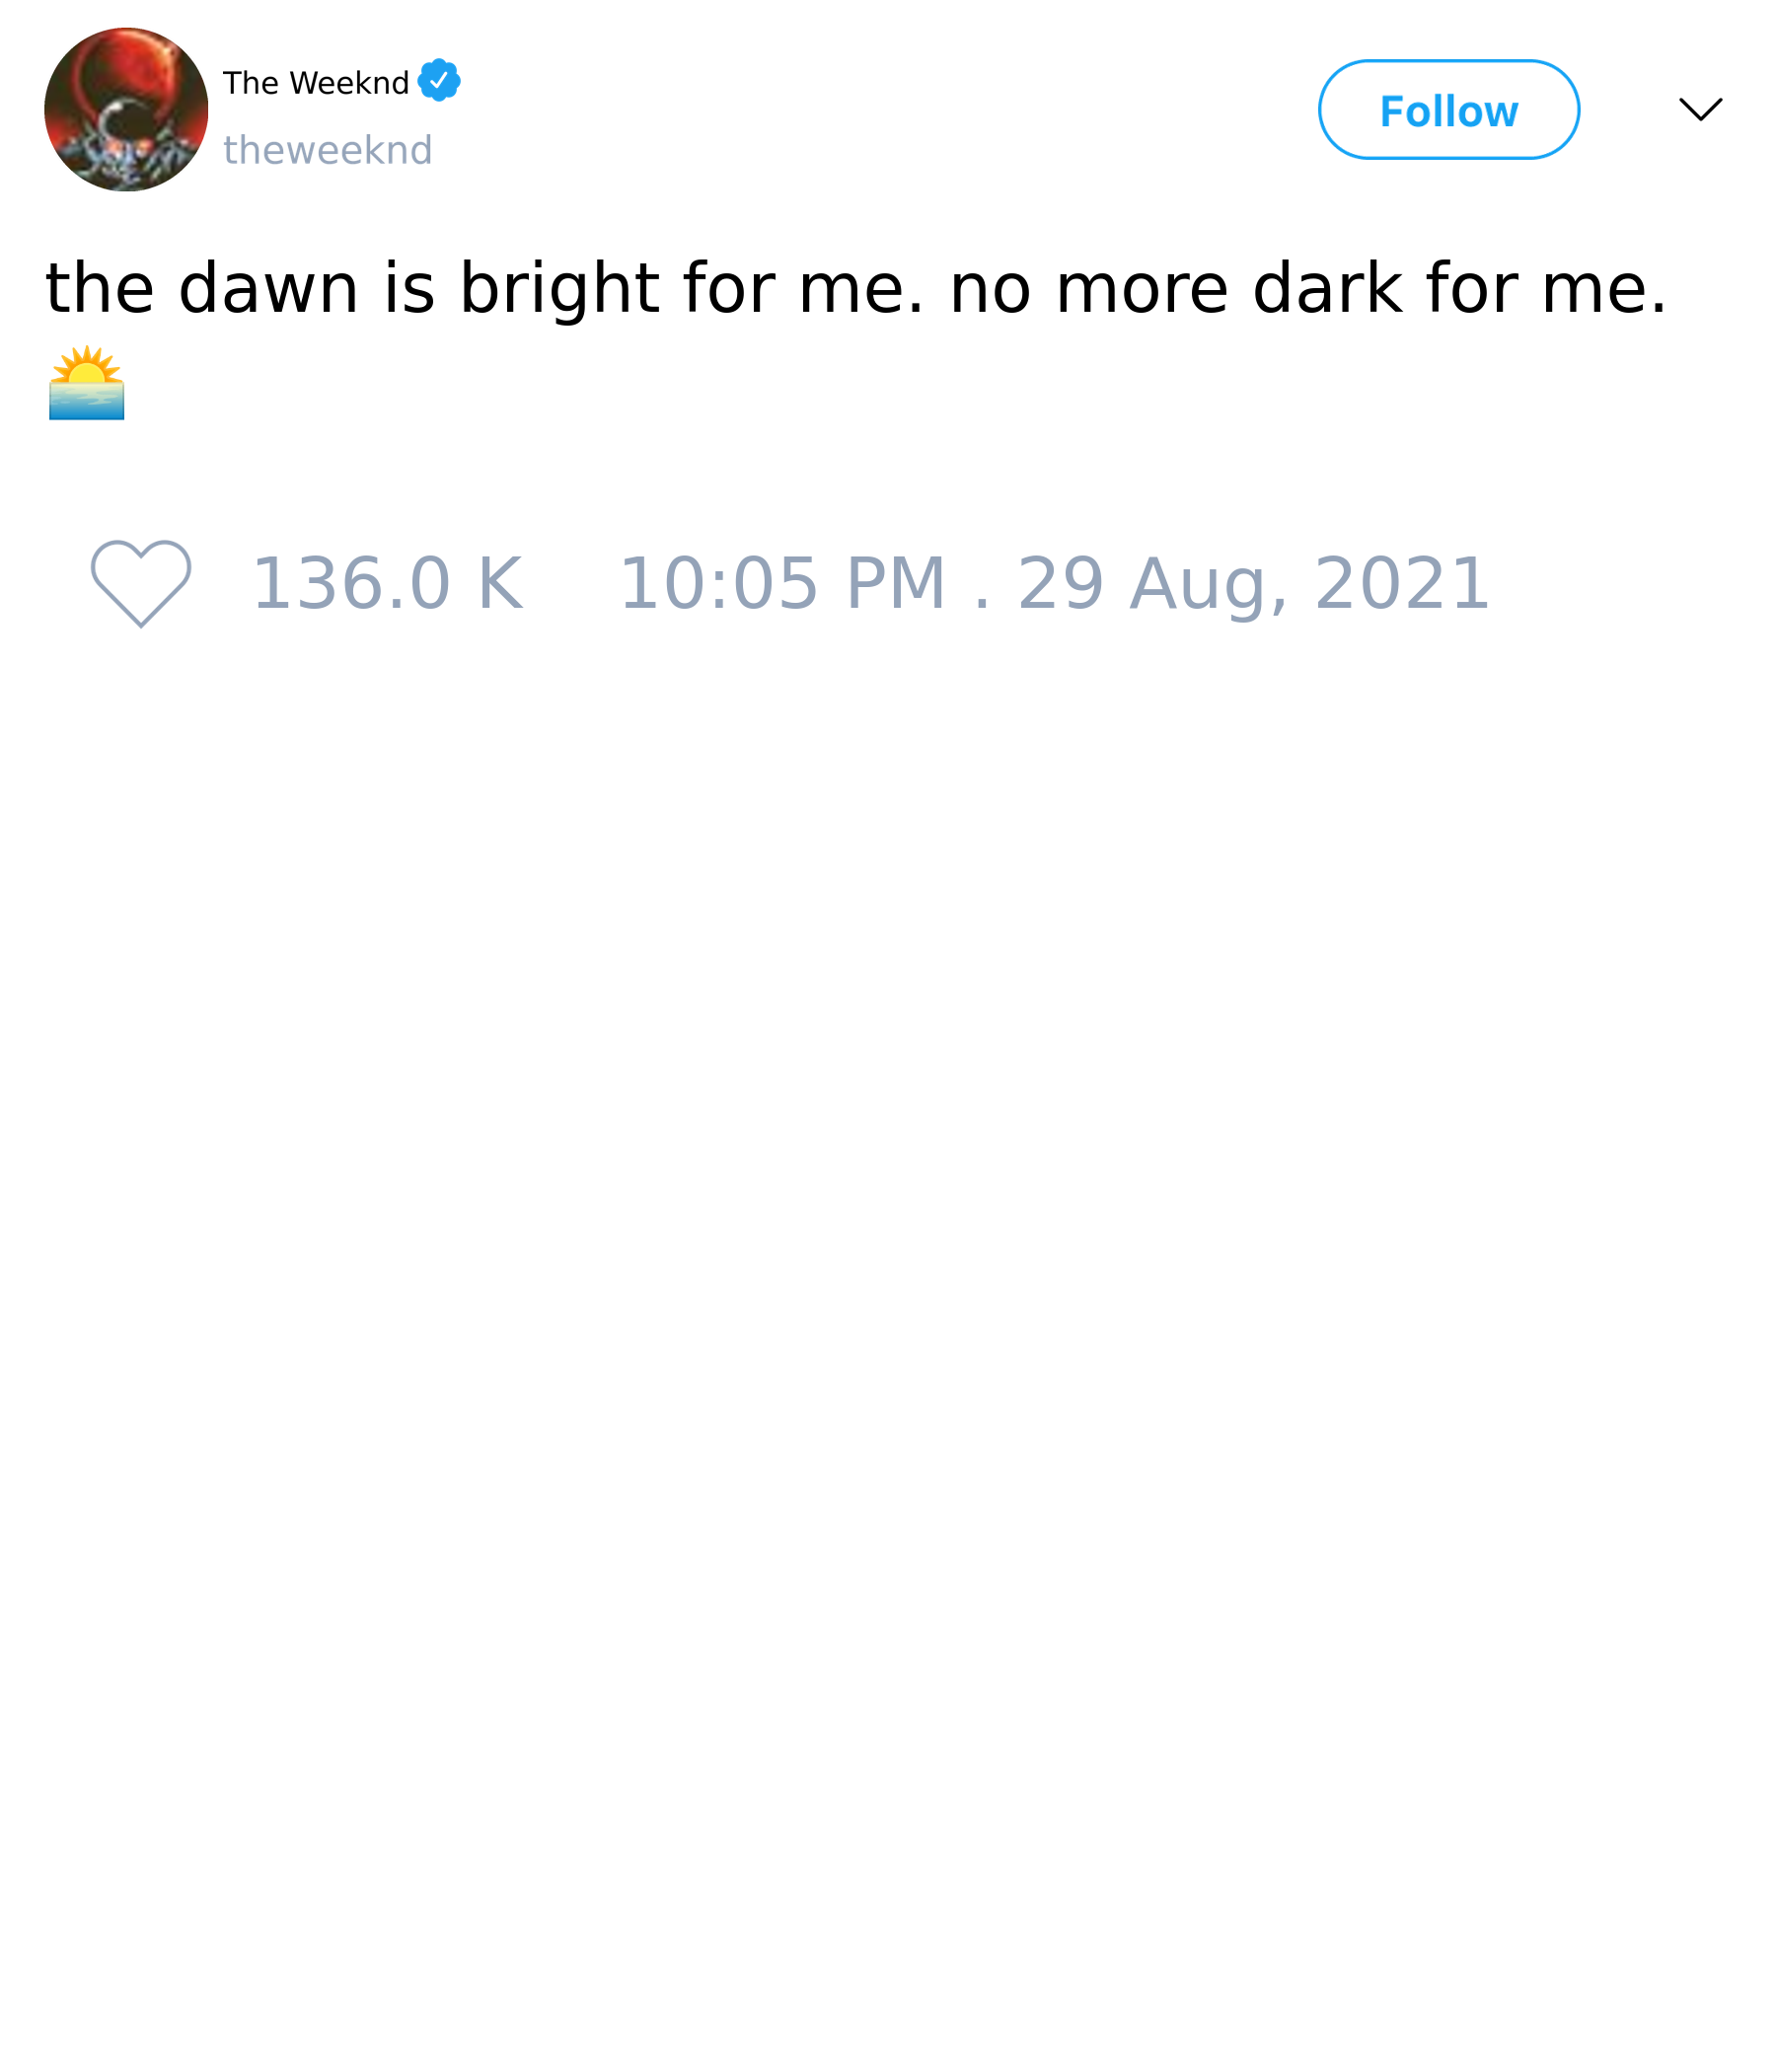 The Weeknd
theweeknd
Follow
the dawn is bright for me. no more dark for me.
🌅
136.0 K 10:05 PM . 29 Aug, 2021